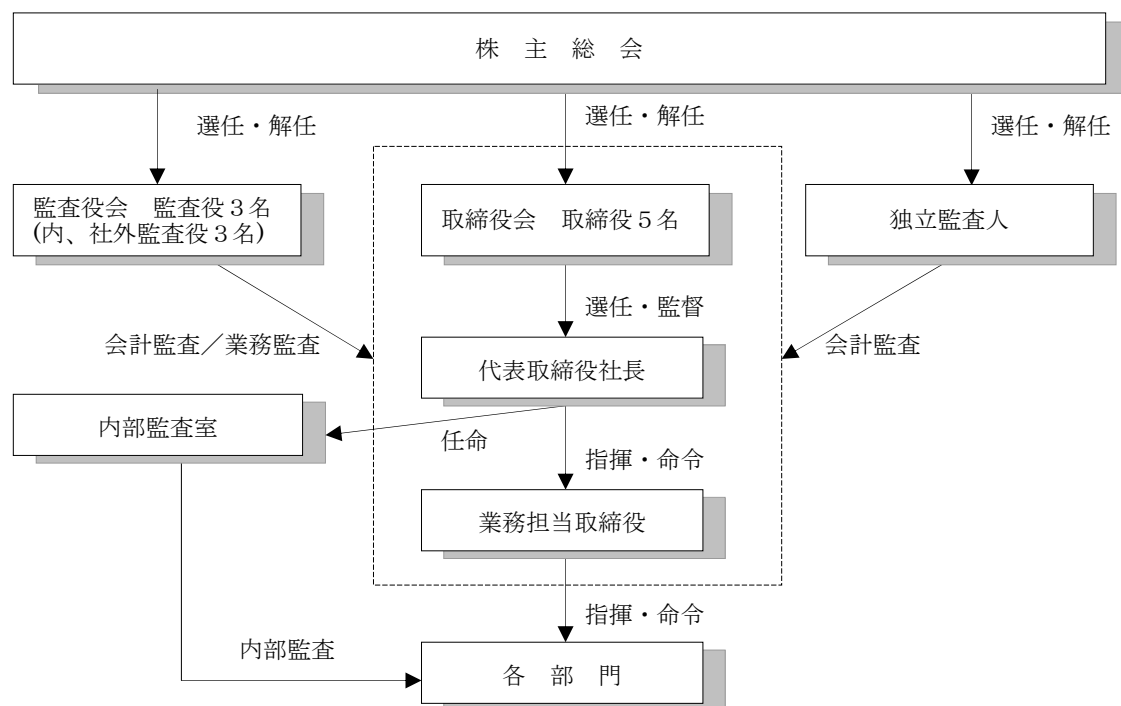 株　主　総　会
選任・解任
選任・解任
選任・解任
監査役会　監査役３名
(内、社外監査役３名)
取締役会　取締役５名
独立監査人
選任・監督
会計監査／業務監査
会計監査
代表取締役社長
内部監査室
任命
指揮・命令
業務担当取締役
指揮・命令
内部監査
各　部　門